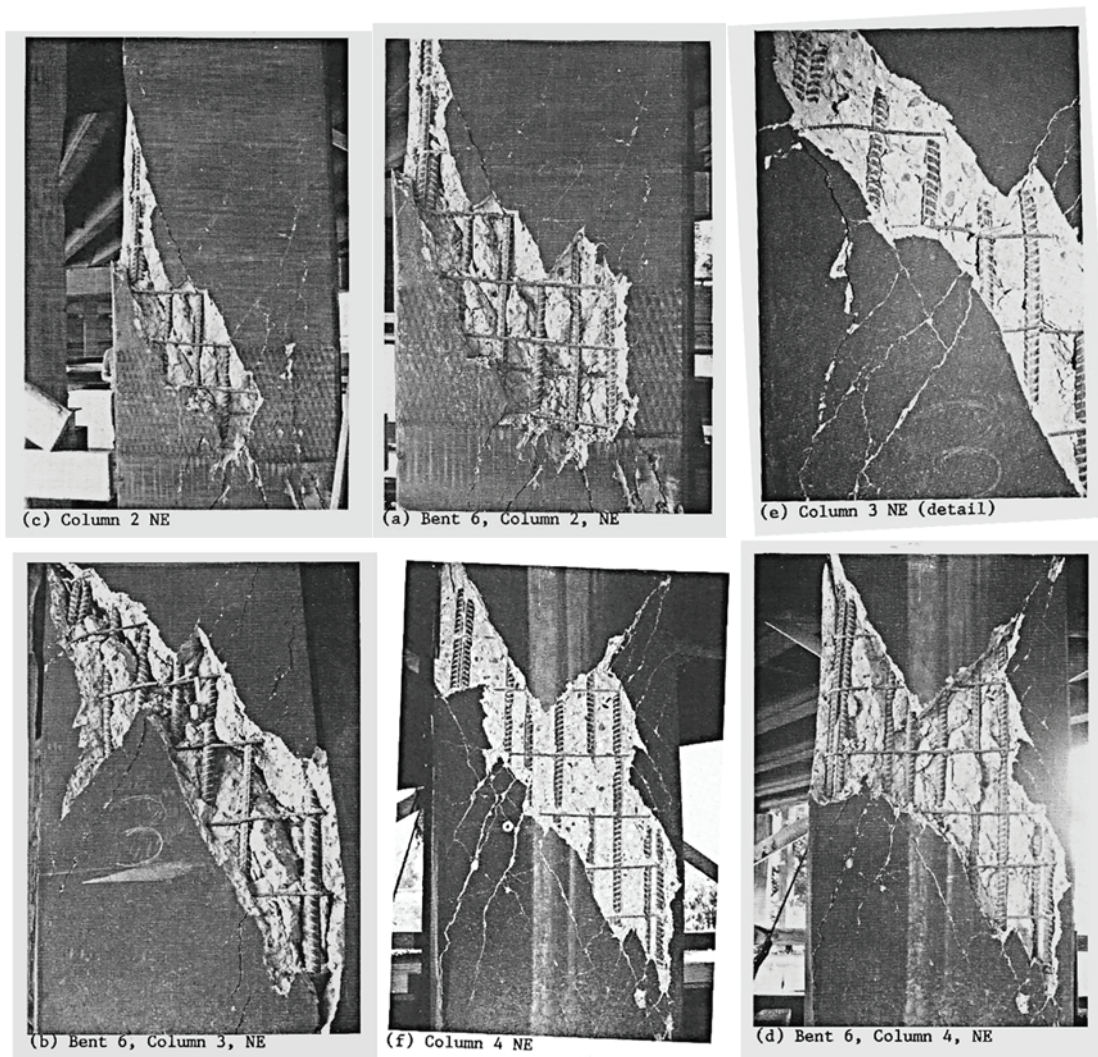 (c) Column 2 NE
(a) Bent 6, Column 2, NE
(e) Column 3 NE (detail)
(b) Bent 6, Column 3, NE
(f) Column 4 NE
(d) Bent 6, Column 4, NE